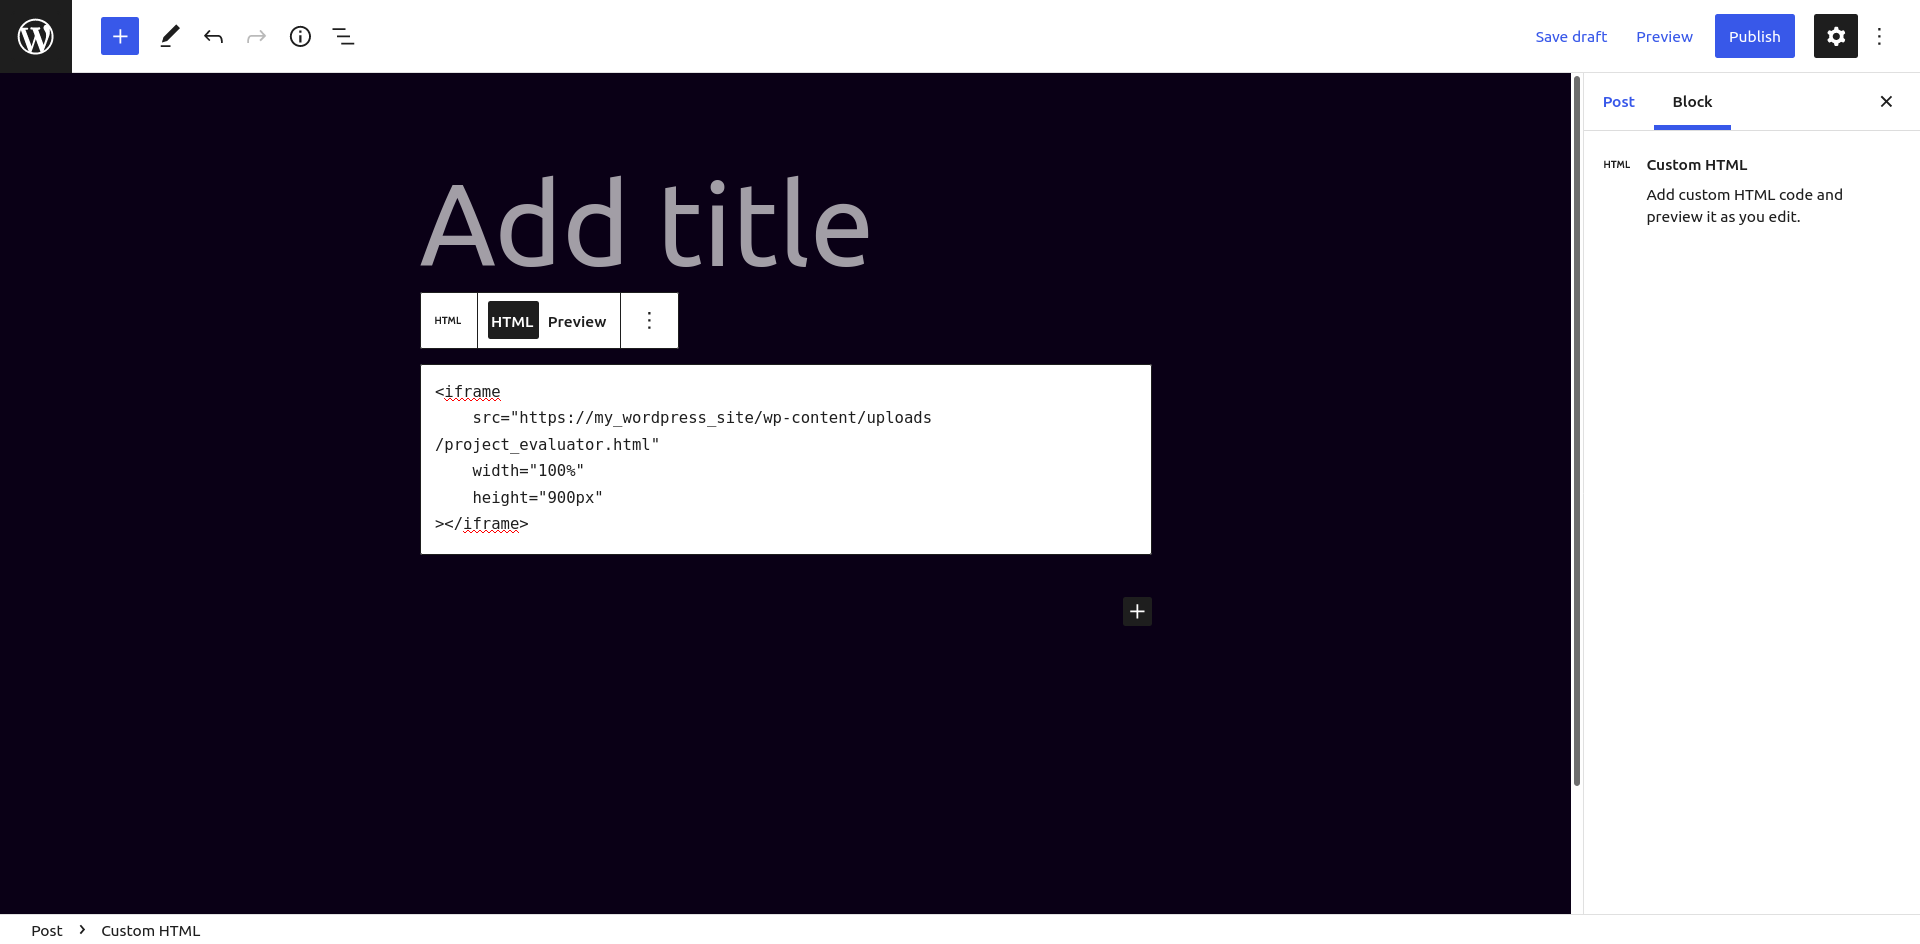 Save draft
Preview
Publish
Post
Block
HTML
Custom HTML
Add custom HTML code and
preview it as you edit.
Add title
HTML
HTML
Preview
<iframe
    src="https://my_wordpress_site/wp-content/uploads
/project_evaluator.html"
    width="100%"
    height="900px"
></iframe>
Post
Custom HTML